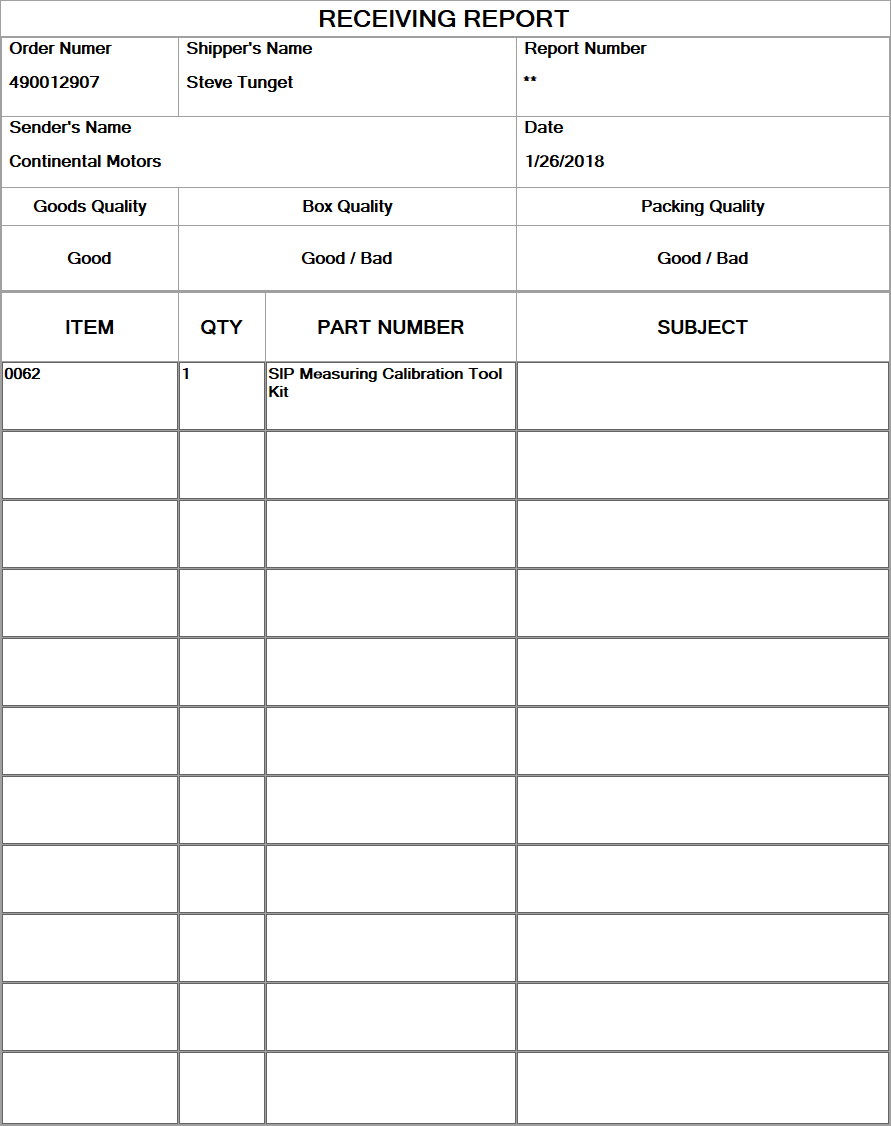 RECEIVING REPORT
Order Numer
Shipper's Name
Report Number
490012907
Steve Tunget
**
Sender's Name
Date
Continental Motors
1/26/2018
Goods Quality
Box Quality
Packing Quality
Good
Good / Bad
Good / Bad
ITEM
QTY
PART NUMBER
SUBJECT
0062
1
SIP Measuring Calibration Tool
Kit